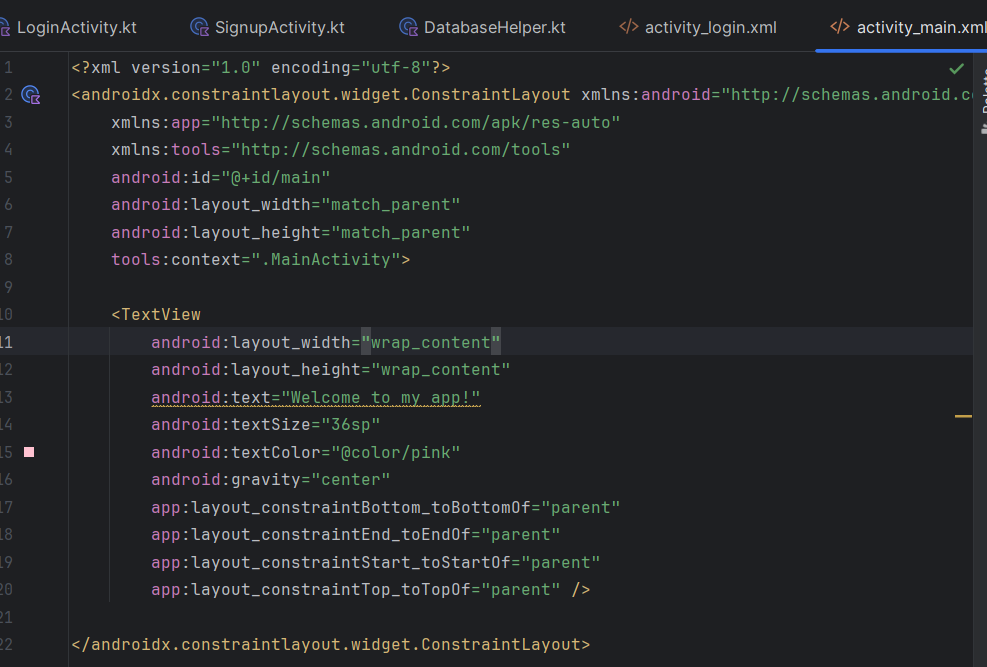 LoginActivity.kt SignupActivity.kt DatabaseHelper.kt </> activity_login.xml </> activity_main.xml
1 <?xml version="1.0" encoding="utf-8"?>
2 <androidx.constraintlayout.widget.ConstraintLayout xmlns:android="http://schemas.android.c
3 xmlns:app="http://schemas.android.com/apk/res-auto"
4 xmlns:tools="http://schemas.android.com/tools"
5 android:id="@+id/main"
6 android:layout_width="match_parent"
7 android:layout_height="match_parent"
8 tools:context=".MainActivity">
9
10 <TextView
11 android:layout_width="wrap_content"
12 android:layout_height="wrap_content"
13 android:text="Welcome to my app!"
14 android:textSize="36sp"
15 android:textColor="@color/pink"
16 android:gravity="center"
17 app:layout_constraintBottom_toBottomOf="parent"
18 app:layout_constraintEnd_toEndOf="parent"
19 app:layout_constraintStart_toStartOf="parent"
20 app:layout_constraintTop_toTopOf="parent" />
21
22 </androidx.constraintlayout.widget.ConstraintLayout>